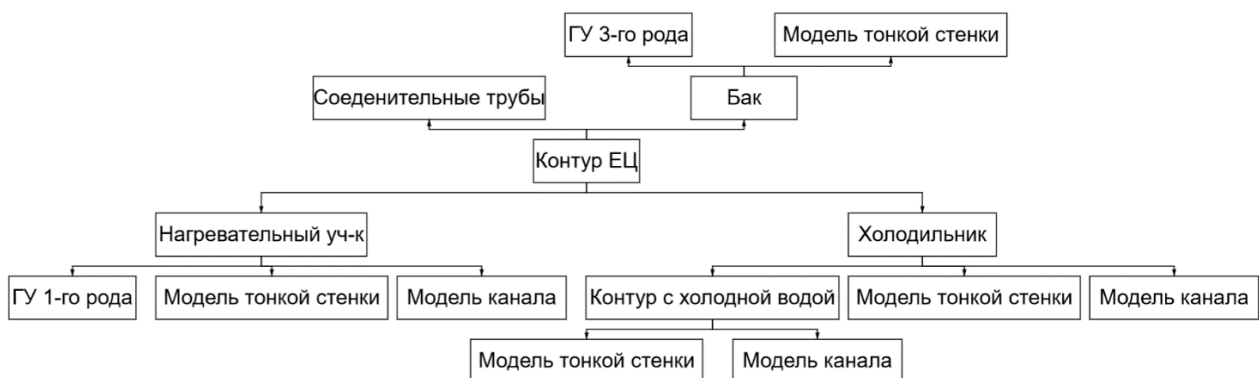 ГУ 3-го рода
Модель тонкой стенки
Соеденительные трубы
Бак
Контур ЕЦ
Нагревательный уч-к
Холодильник
ГУ 1-го рода
Модель тонкой стенки
Модель канала
Контур с холодной водой
Модель тонкой стенки
Модель канала
Модель тонкой стенки
Модель канала